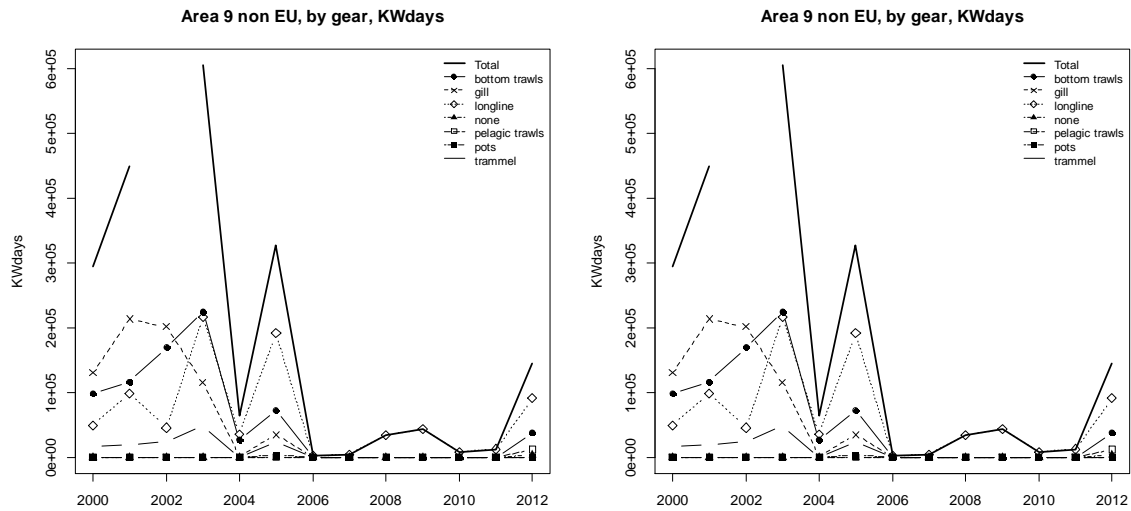 Area 9 non EU, by gear, KWdays
KWdays
6e+05
5e+05
4e+05
3e+05
2e+05
1e+05
0e+00
Total
bottom trawls
gill
longline
none
pelagic trawls
pots
trammel
2000 2002 2004 2006 2008 2010 2012
Area 9 non EU, by gear, KWdays
KWdays
6e+05
5e+05
4e+05
3e+05
2e+05
1e+05
0e+00
Total
bottom trawls
gill
longline
none
pelagic trawls
pots
trammel
2000 2002 2004 2006 2008 2010 2012